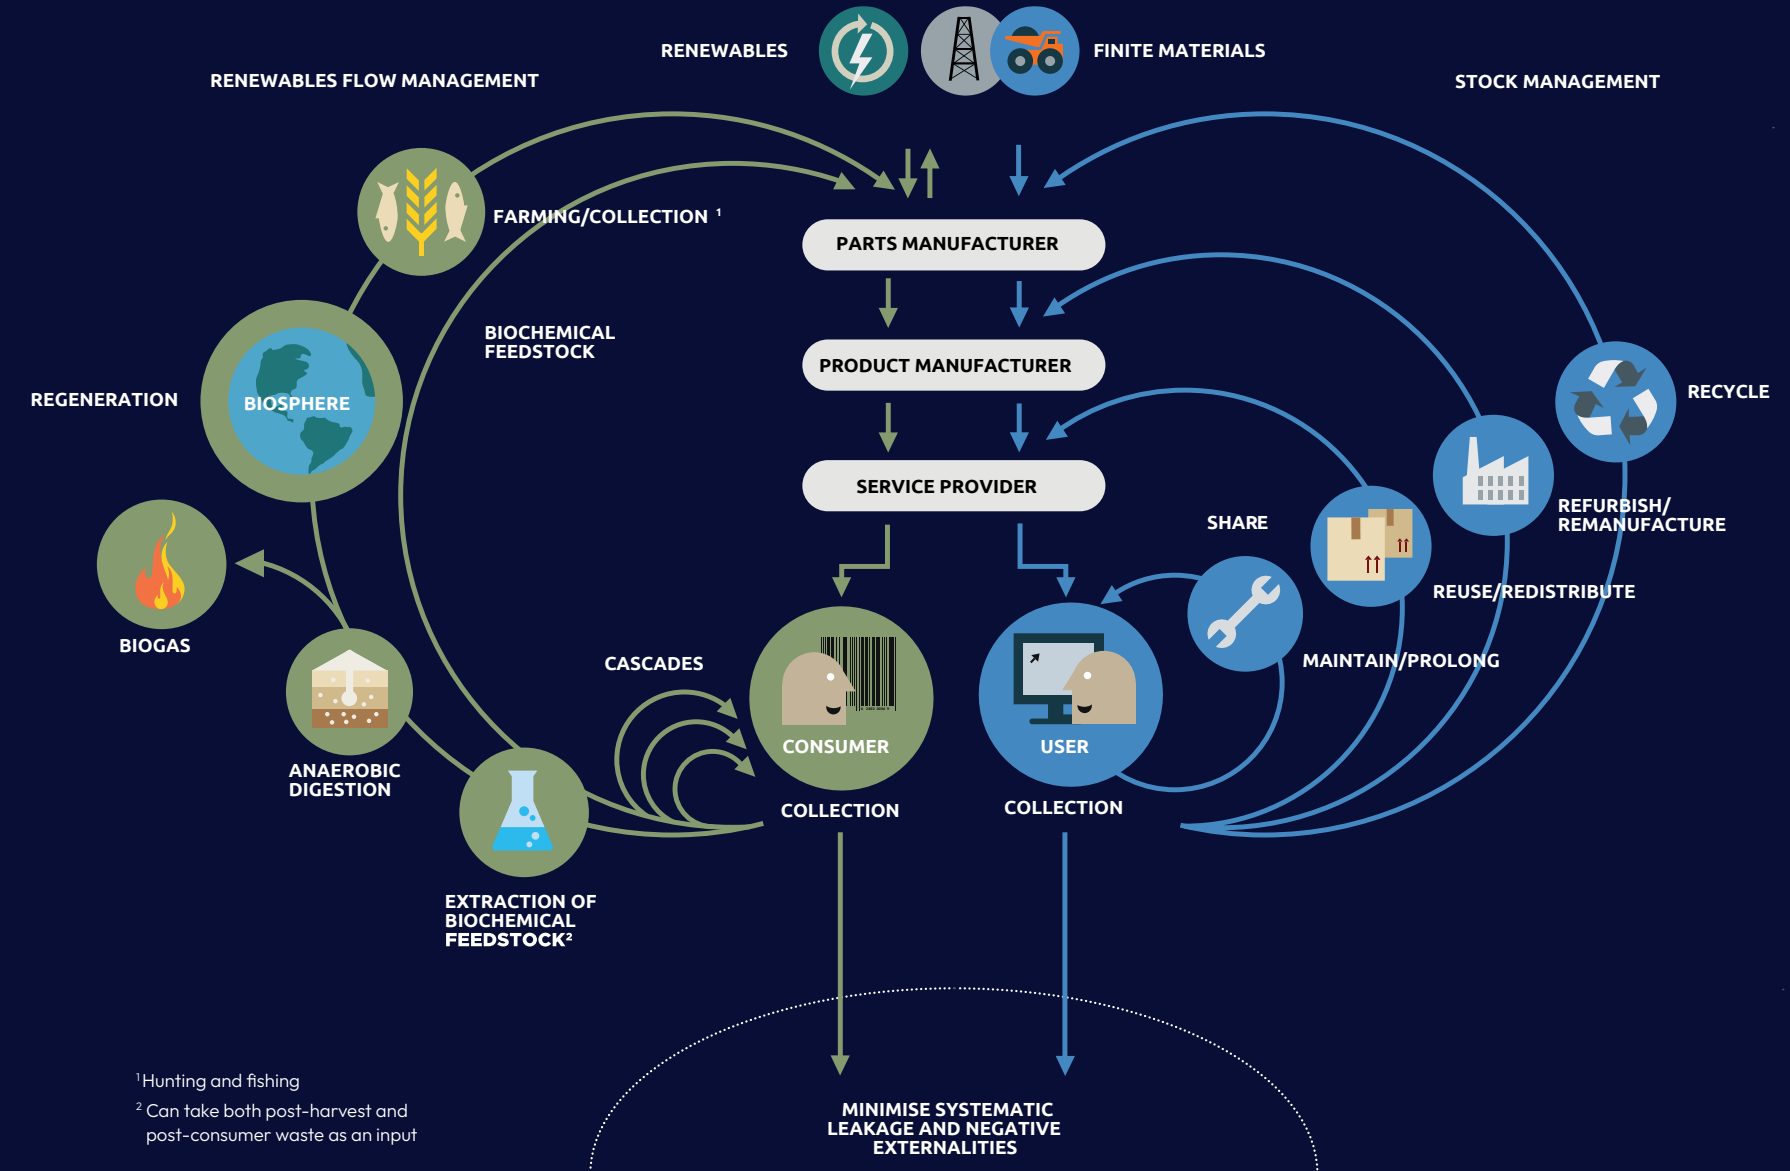 RENEWABLES
FINITE MATERIALS
RENEWABLES FLOW MANAGEMENT
STOCK MANAGEMENT
FARMING/COLLECTION ¹
PARTS MANUFACTURER
BIOCHEMICAL
FEEDSTOCK
PRODUCT MANUFACTURER
REGENERATION
BIOSPHERE
RECYCLE
SERVICE PROVIDER
SHARE
REFURBISH/
REMANUFACTURE
REUSE/REDISTRIBUTE
BIOGAS
CASCADES
MAINTAIN/PROLONG
CONSUMER
USER
ANAEROBIC
DIGESTION
COLLECTION
COLLECTION
EXTRACTION OF
BIOCHEMICAL
FEEDSTOCK²
¹ Hunting and fishing
² Can take both post-harvest and
post-consumer waste as an input
MINIMISE SYSTEMATIC
LEAKAGE AND NEGATIVE
EXTERNALITIES